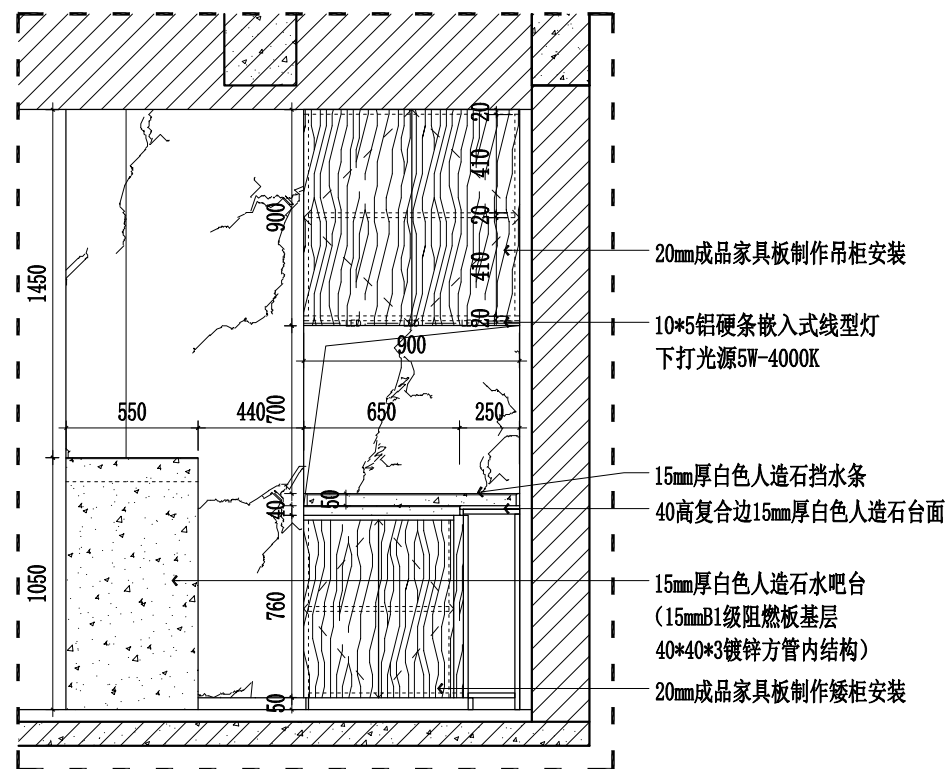 20
410
900
20
20mm成品家具板制作吊柜安装
410
1450
20
10*5铝硬条嵌入式线型灯
下打光源5W-4000K
900
550
440
700
650
250
15mm厚白色人造石挡水条
50
40
40高复合边15mm厚白色人造石台面
1050
760
15mm厚白色人造石水吧台
(15mmB1级阻燃板基层
40*40*3镀锌方管内结构)
20mm成品家具板制作矮柜安装
50